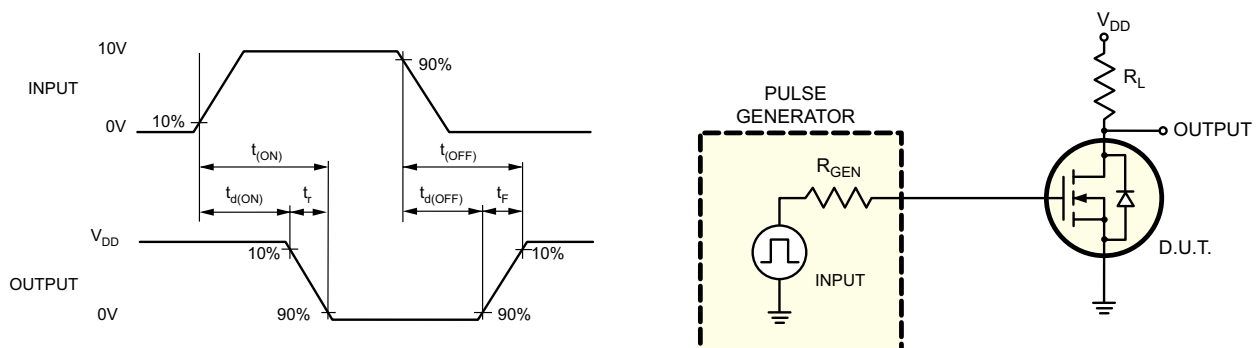 10V
INPUT
0V
10%
90%
t(ON)
t(OFF)
td(ON)
tr
td(OFF)
tF
VDD
OUTPUT
0V
10%
90%
90%
10%
PULSE
GENERATOR
RGEN
INPUT
VDD
RL
OUTPUT
D.U.T.